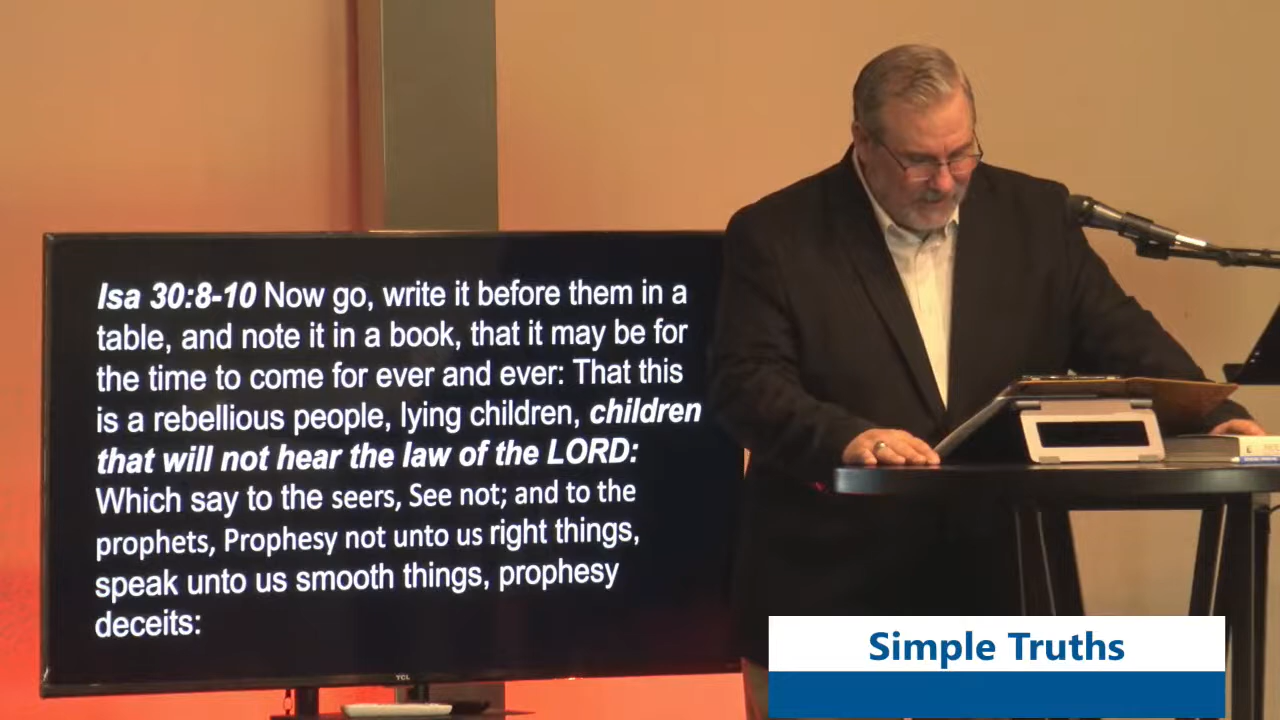 Isa 30:8-10 Now go, write it before them in a
table, and note it in a book, that it may be for
the time to come for ever and ever: That this
is a rebellious people, lying children, children
that will not hear the law of the LORD:
Which say to the seers, See not; and to the
prophets, Prophesy not unto us right things,
speak unto us smooth things, prophesy
deceits:
TCL
Simple Truths